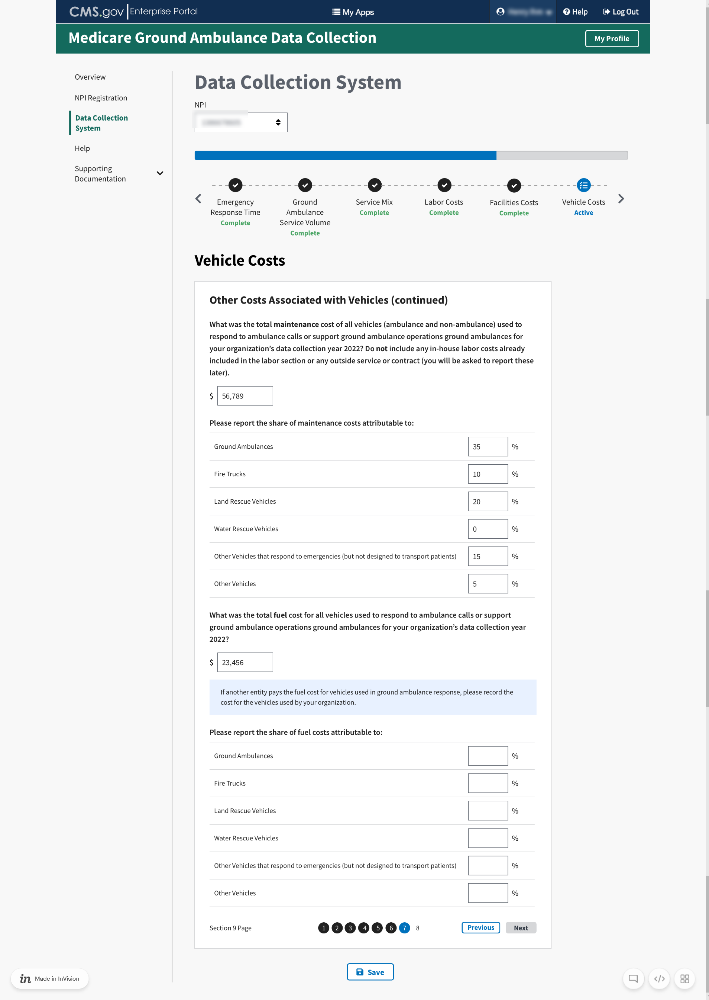 CMS.gov Enterprise Portal
My Apps
Help
Log Out
Medicare Ground Ambulance Data Collection
My Profile
Overview
NPI Registration
Data Collection
System
Help
Supporting
Documentation
Data Collection System
NPI
Emergency
Response Time
Complete
Ground
Ambulance
Service Volume
Complete
Service Mix
Complete
Labor Costs
Complete
Facilities Costs
Complete
Vehicle Costs
Active
Vehicle Costs
Other Costs Associated with Vehicles (continued)
What was the total maintenance cost of all vehicles (ambulance and non-ambulance) used to
respond to ambulance calls or support ground ambulance operations ground ambulances for
your organization’s data collection year 2022? Do not include any in-house labor costs already
included in the labor section or any outside service or contract (you will be asked to report these
later).
$ 56,789
Please report the share of maintenance costs attributable to:
Ground Ambulances 35 %
Fire Trucks 10 %
Land Rescue Vehicles 20 %
Water Rescue Vehicles 0 %
Other Vehicles that respond to emergencies (but not designed to transport patients) 15 %
Other Vehicles 5 %
What was the total fuel cost for all vehicles used to respond to ambulance calls or support
ground ambulance operations ground ambulances for your organization’s data collection year
2022?
$ 23,456
If another entity pays the fuel cost for vehicles used in ground ambulance response, please record the
cost for the vehicles used by your organization.
Please report the share of fuel costs attributable to:
Ground Ambulances %
Fire Trucks %
Land Rescue Vehicles %
Water Rescue Vehicles %
Other Vehicles that respond to emergencies (but not designed to transport patients) %
Other Vehicles %
Section 9 Page 1 2 3 4 5 6 7 8 Previous Next
Save
in Made in InVision